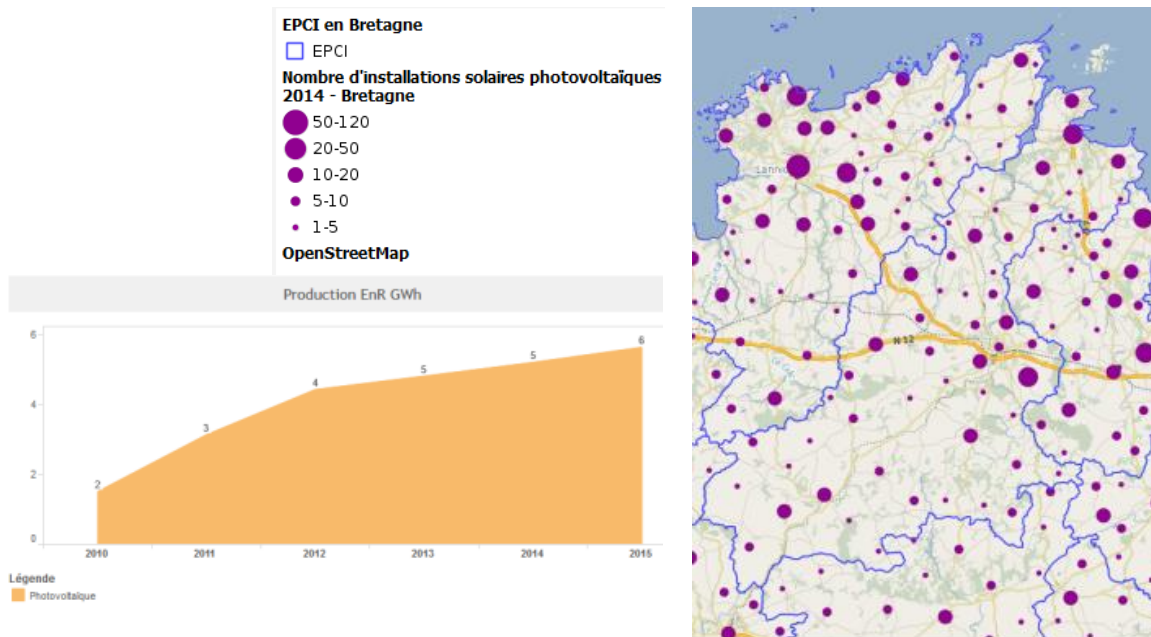 EPCI en Bretagne
EPCI
Nombre d'installations solaires photovoltaïques
2014 - Bretagne
50-120
20-50
10-20
5-10
1-5
OpenStreetMap
Production EnR GWh
6
4
2
0
2
3
4
5
5
6
2010
2011
2012
2013
2014
2015
Légende
Photovoltaïque
N 12